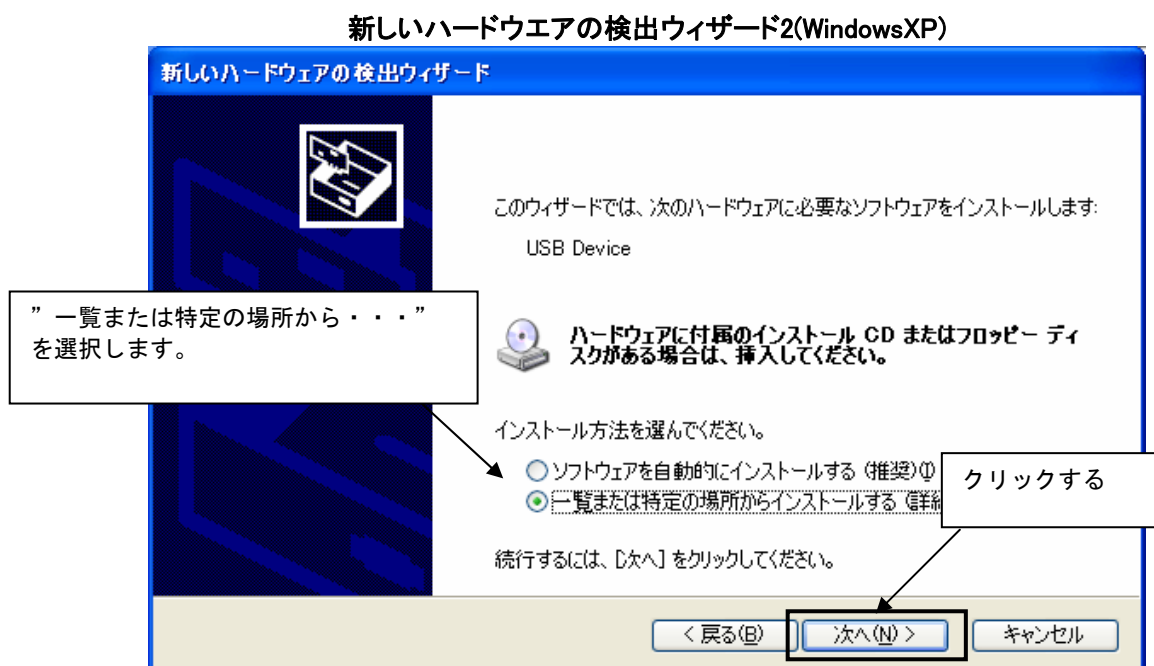 新しいハードウエアの検出ウィザード2(WindowsXP)
新しいハードウェアの検出ウィザード
このウィザードでは、次のハードウェアに必要なソフトウェアをインストールします:
USB Device
”一覧または特定の場所から・・・”
を選択します。
ハードウェアに付属のインストール CD またはフロッピー ディ
スクがある場合は、挿入してください。
インストール方法を選んでください。
ソフトウェアを自動的にインストールする (推奨)(I)
一覧または特定の場所からインストールする (詳細
クリックする
続行するには、[次へ] をクリックしてください。
< 戻る(B)
次へ(N) >
キャンセル